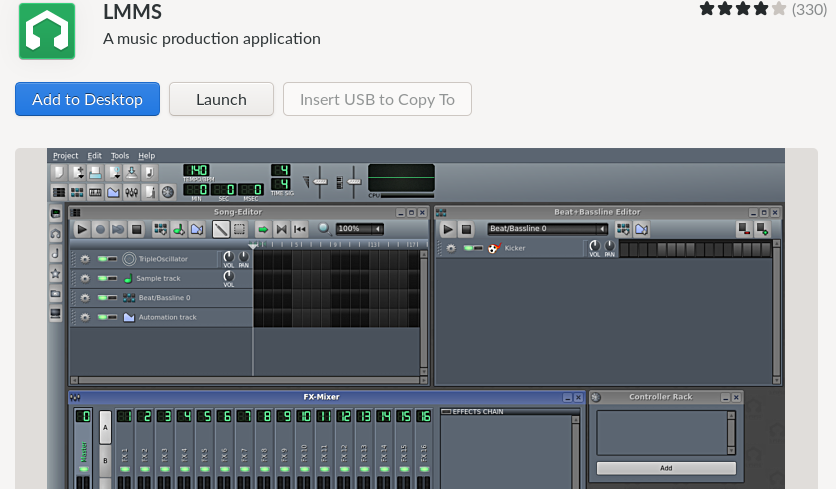 LMMS
(330)
A music production application
Add to Desktop
Launch
Insert USB to Copy To
Project Edit Tools Help
140
TEMPO/BPM
4
4
TIME SIG
0 0 0
MIN SEC MSEC
CPU
Song-Editor
Beat+Bassline Editor
100%
Beat/Bassline 0
TripleOscillator
VOL PAN
Kicker
VOL PAN
Sample track
VOL
Beat/Bassline 0
Automation track
FX-Mixer
Controller Rack
0 1 2 3 4 5 6 7 8 9 10 11 12 13 14 15 16
EFFECTS CHAIN
A
B
Master
FX 1
FX 2
FX 3
FX 4
FX 5
FX 6
FX 7
FX 8
FX 9
FX 10
FX 11
FX 12
FX 13
FX 14
FX 15
FX 16
Add